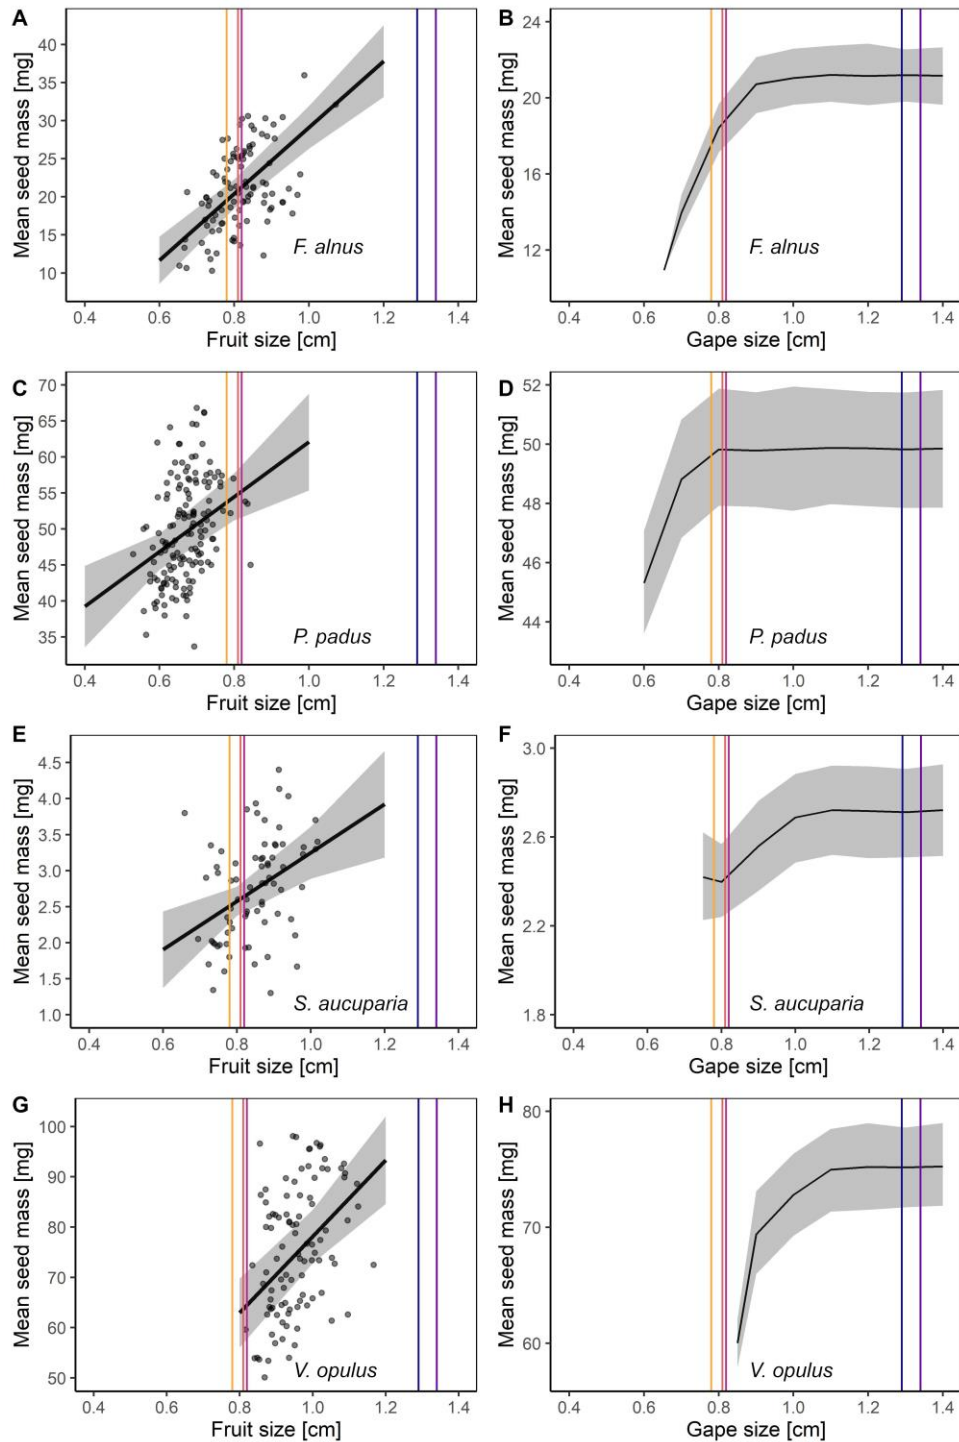 A
Mean seed mass [mg]
40
30
20
10
F. alnus
0.4 0.6 0.8 1.0 1.2 1.4
Fruit size [cm]
B
Mean seed mass [mg]
24
20
16
12
F. alnus
0.4 0.6 0.8 1.0 1.2 1.4
Gape size [cm]
C
Mean seed mass [mg]
70
65
60
55
50
45
40
35
P. padus
0.4 0.6 0.8 1.0 1.2 1.4
Fruit size [cm]
D
Mean seed mass [mg]
52
50
48
46
44
P. padus
0.4 0.6 0.8 1.0 1.2 1.4
Gape size [cm]
E
Mean seed mass [mg]
4.5
4.0
3.5
3.0
2.5
2.0
1.5
1.0
S. aucuparia
0.4 0.6 0.8 1.0 1.2 1.4
Fruit size [cm]
F
Mean seed mass [mg]
3.0
2.6
2.2
1.8
S. aucuparia
0.4 0.6 0.8 1.0 1.2 1.4
Gape size [cm]
G
Mean seed mass [mg]
100
90
80
70
60
50
V. opulus
0.4 0.6 0.8 1.0 1.2 1.4
Fruit size [cm]
H
Mean seed mass [mg]
80
70
60
V. opulus
0.4 0.6 0.8 1.0 1.2 1.4
Gape size [cm]